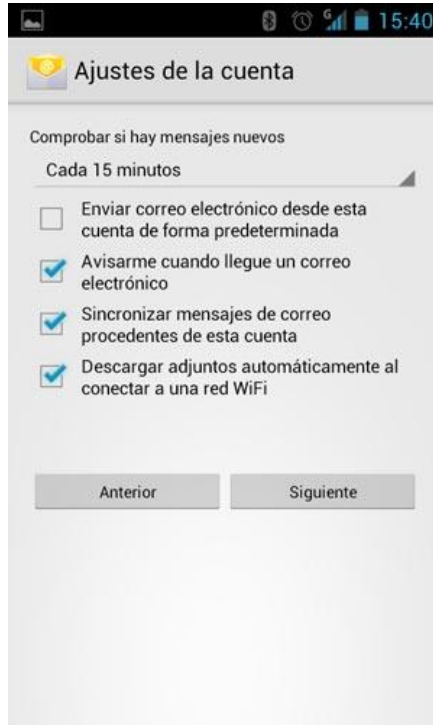 G 15:40
Ajustes de la cuenta
Comprobar si hay mensajes nuevos
Cada 15 minutos
Enviar correo electrónico desde esta
cuenta de forma predeterminada
Avisarme cuando llegue un correo
electrónico
Sincronizar mensajes de correo
procedentes de esta cuenta
Descargar adjuntos automáticamente al
conectar a una red WiFi
Anterior Siguiente